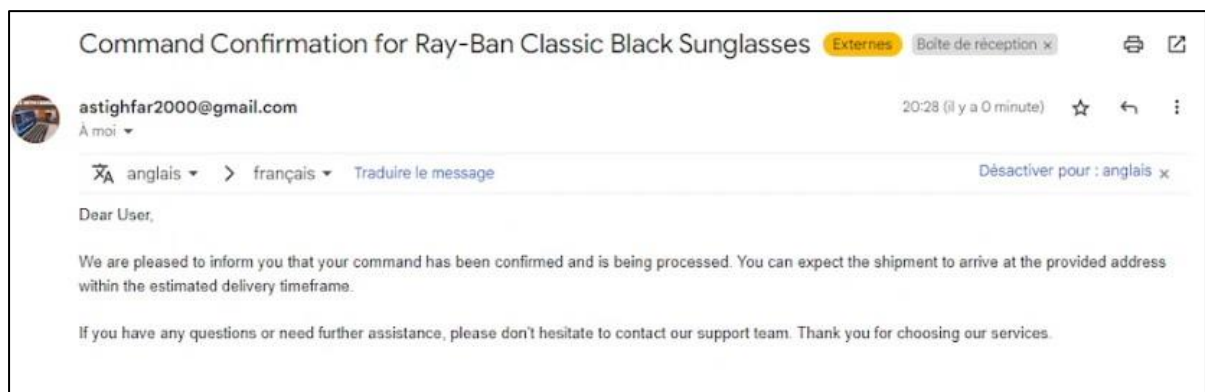 Command Confirmation for Ray-Ban Classic Black Sunglasses Externes Boîte de réception ×
astighfar2000@gmail.com 20:28 (il y a 0 minute)
À moi
anglais > français Traduire le message Désactiver pour : anglais ×
Dear User,
We are pleased to inform you that your command has been confirmed and is being processed. You can expect the shipment to arrive at the provided address
within the estimated delivery timeframe.
If you have any questions or need further assistance, please don't hesitate to contact our support team. Thank you for choosing our services.